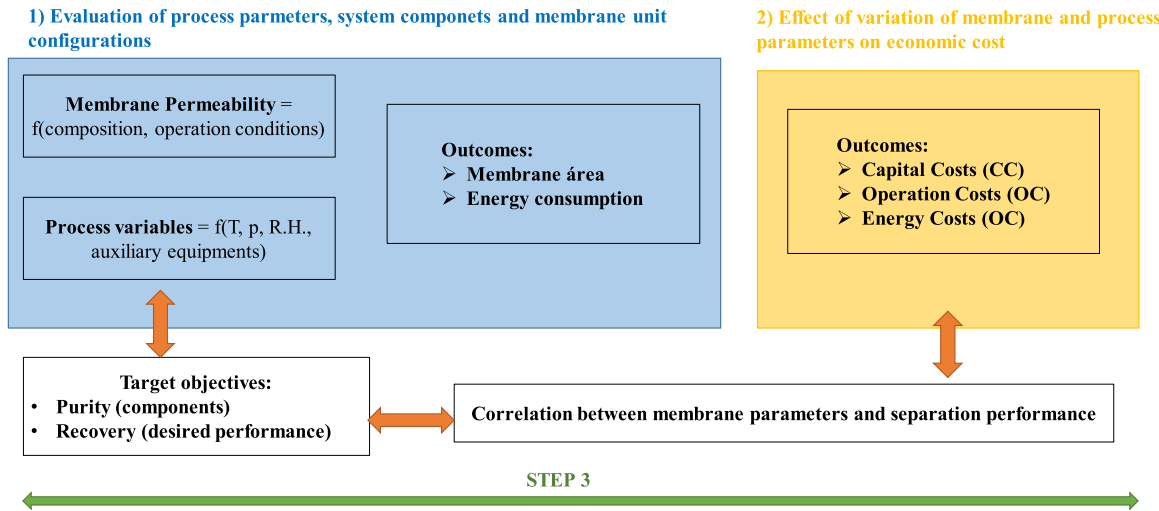 1) Evaluation of process parmeters, system componets and membrane unit
configurations
Membrane Permeability =
f(composition, operation conditions)
Process variables = f(T, p, R.H.,
auxiliary equipments)
Outcomes:
➢ Membrane área
➢ Energy consumption
2) Effect of variation of membrane and process
parameters on economic cost
Outcomes:
➢ Capital Costs (CC)
➢ Operation Costs (OC)
➢ Energy Costs (OC)
Target objectives:
• Purity (components)
• Recovery (desired performance)
Correlation between membrane parameters and separation performance
STEP 3